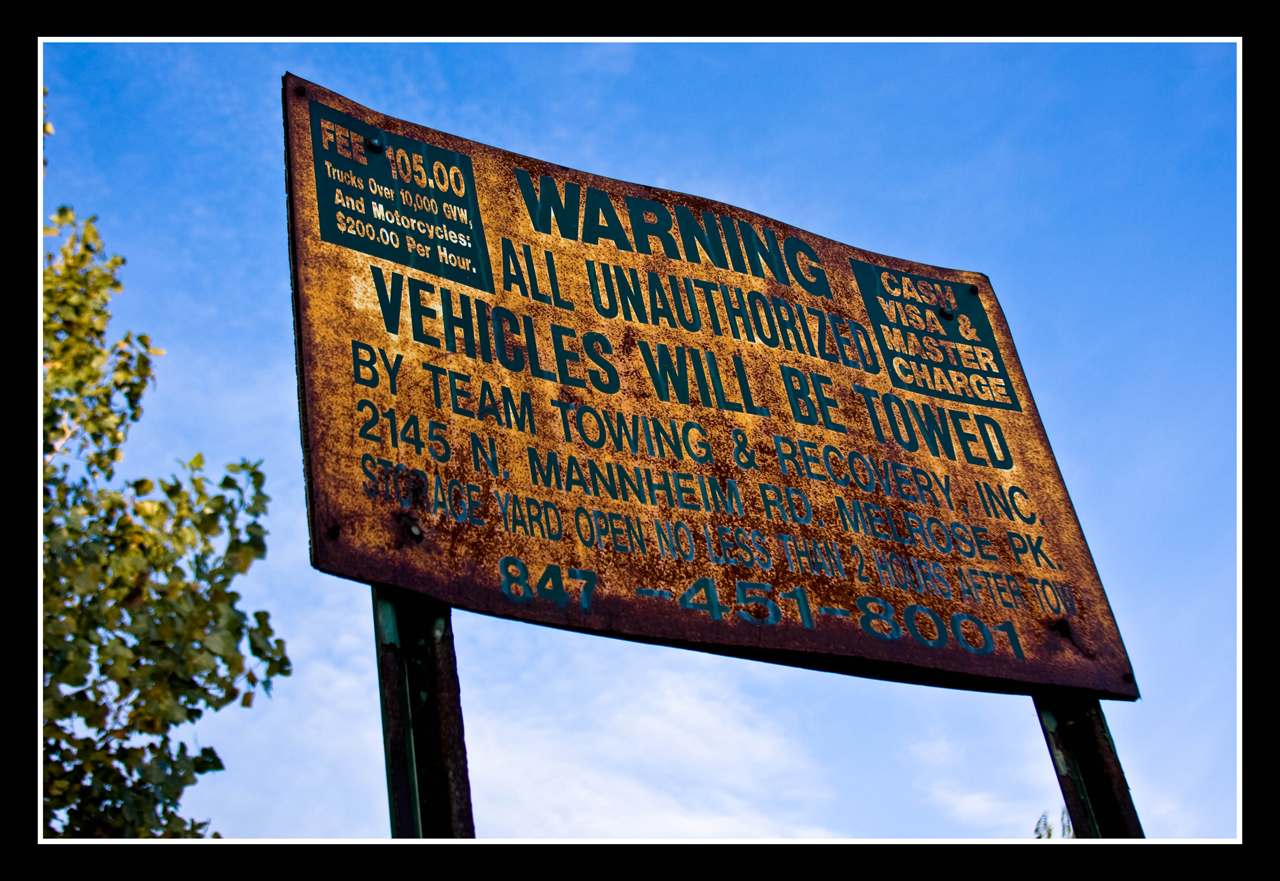 FEE 105.00
Trucks Over 10,000 GVW,
And Motorcycles:
$200.00 Per Hour.
WARNING
CASH
VISA &
MASTER
CHARGE
ALL UNAUTHORIZED
VEHICLES WILL BE TOWED
BY TEAM TOWING & RECOVERY, INC.
2145 N. MANNHEIM RD. MELROSE PK.
STORAGE YARD OPEN NO LESS THAN 2 HOURS AFTER TOW
847-451-8001